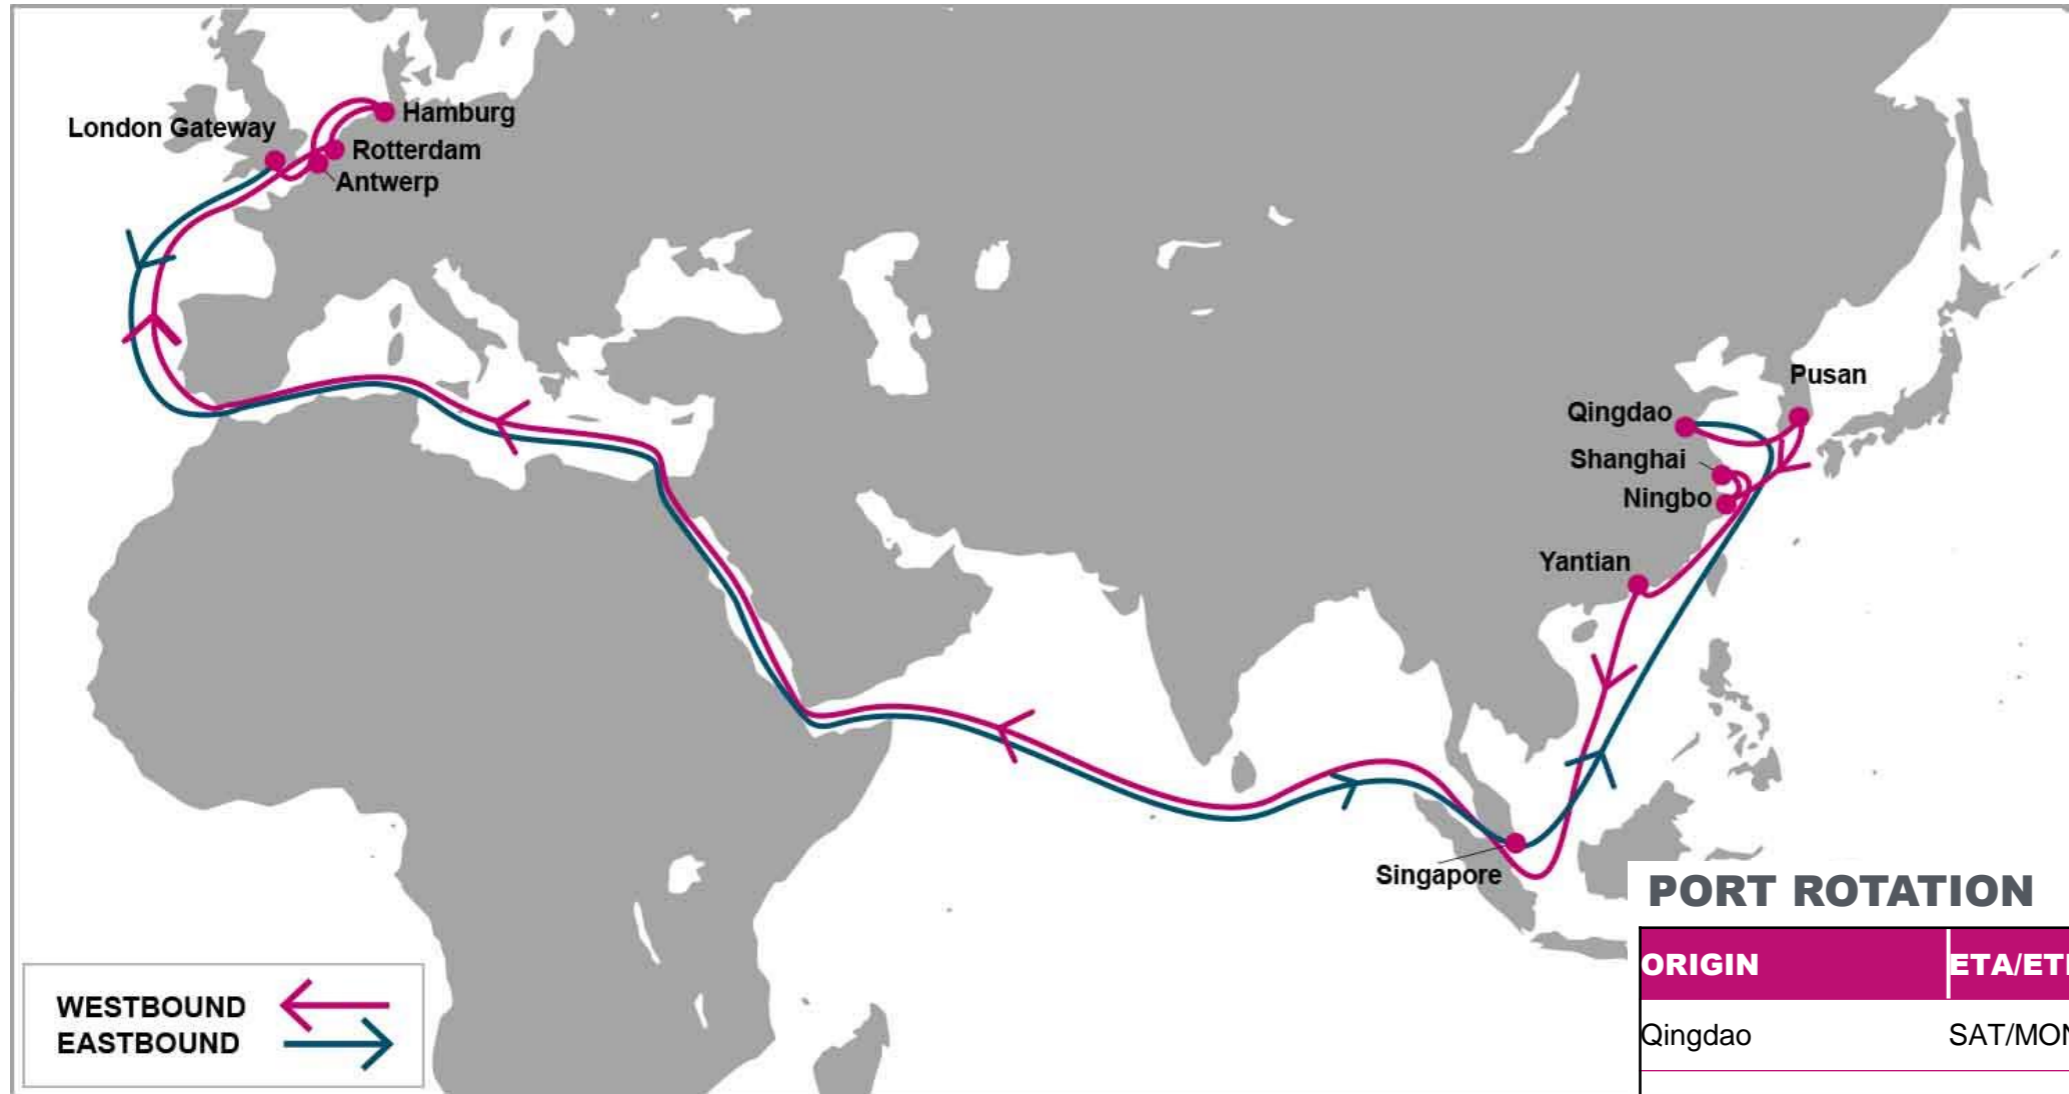 London Gateway
Hamburg
Rotterdam
Antwerp
Pusan
Qingdao
Shanghai
Ningbo
Yantian
Singapore
WESTBOUND
EASTBOUND
PORT ROTATION
ORIGIN
Qingdao